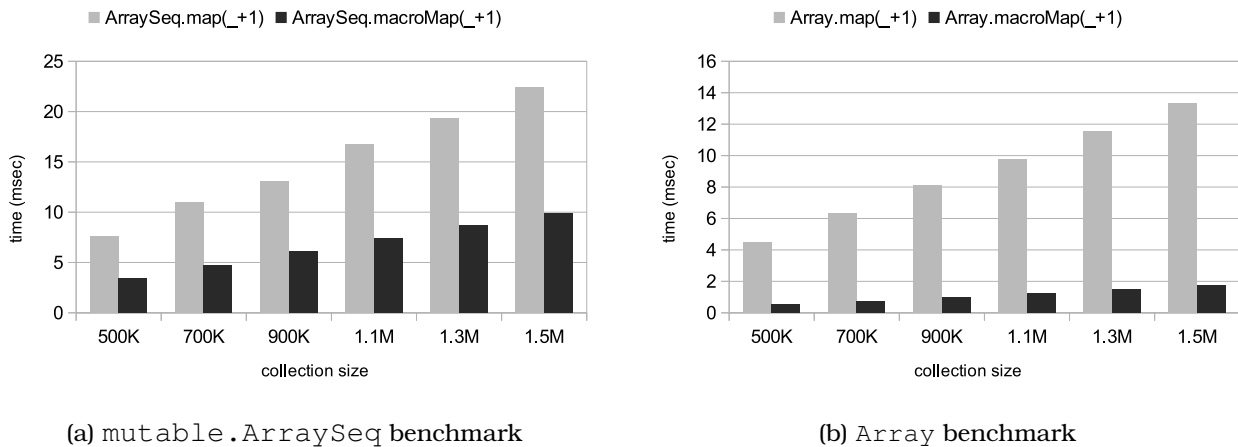 ArraySeq.map(_+1) ArraySeq.macroMap(_+1)
25
20
15
10
5
0
time (msec)
500K 700K 900K 1.1M 1.3M 1.5M
collection size
(a) mutable.ArraySeq benchmark
Array.map(_+1) Array.macroMap(_+1)
16
14
12
10
8
6
4
2
0
time (msec)
500K 700K 900K 1.1M 1.3M 1.5M
collection size
(b) Array benchmark